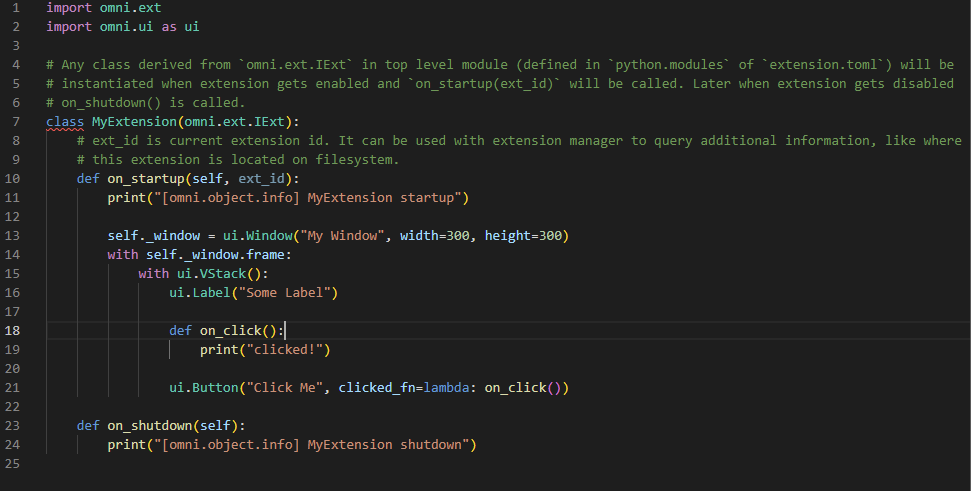 1 import omni.ext
2 import omni.ui as ui
3
4 # Any class derived from `omni.ext.IExt` in top level module (defined in `python.modules` of `extension.toml`) will be
5 # instantiated when extension gets enabled and `on_startup(ext_id)` will be called. Later when extension gets disabled
6 # on_shutdown() is called.
7 class MyExtension(omni.ext.IExt):
8     # ext_id is current extension id. It can be used with extension manager to query additional information, like where
9     # this extension is located on filesystem.
10     def on_startup(self, ext_id):
11         print("[omni.object.info] MyExtension startup")
12
13         self._window = ui.Window("My Window", width=300, height=300)
14         with self._window.frame:
15             with ui.VStack():
16                 ui.Label("Some Label")
17
18                 def on_click():
19                     print("clicked!")
20
21                 ui.Button("Click Me", clicked_fn=lambda: on_click())
22
23     def on_shutdown(self):
24         print("[omni.object.info] MyExtension shutdown")
25